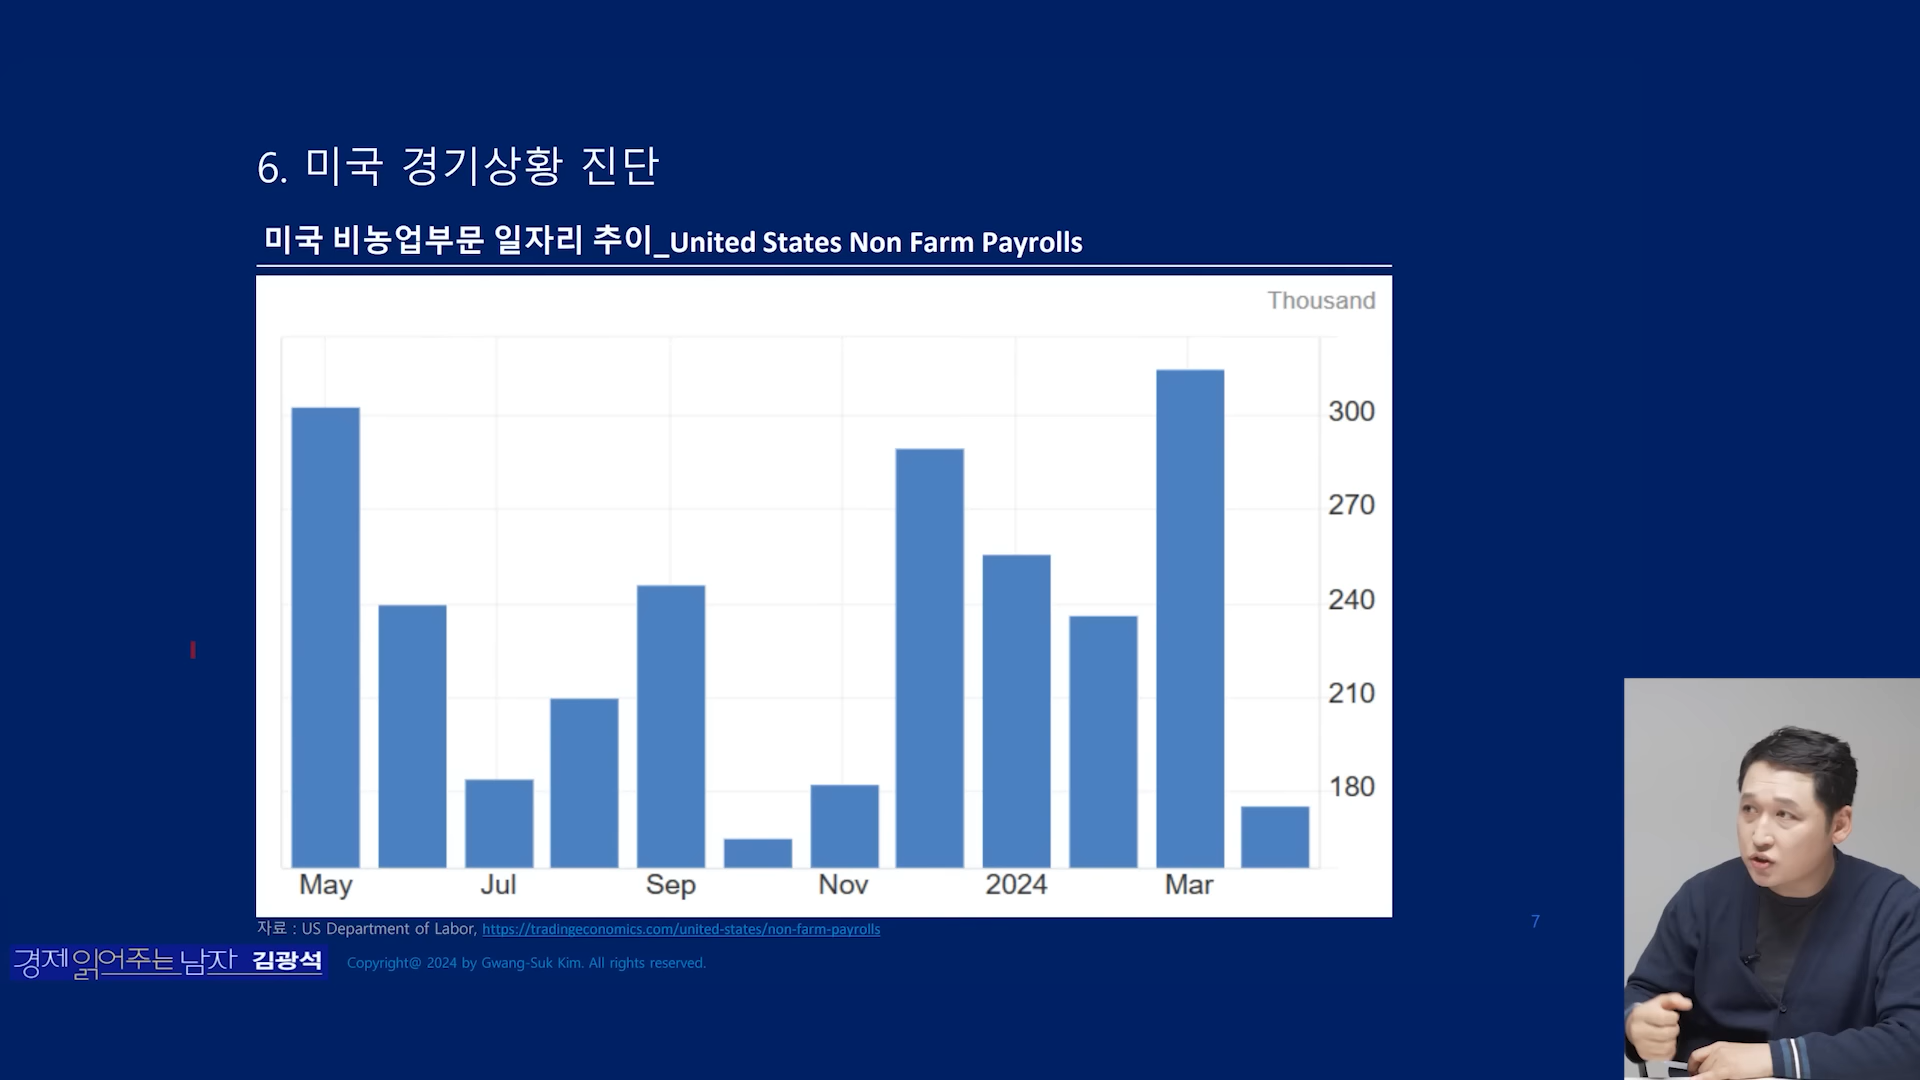 6. 미국 경기상황 진단
미국 비농업부문 일자리 추이_United States Non Farm Payrolls
Thousand
300
270
240
210
180
May Jul Sep Nov 2024 Mar
자료 : US Department of Labor, https://tradingeconomics.com/united-states/non-farm-payrolls
7
경제 읽어주는 남자 김광석
Copyright@ 2024 by Gwang-Suk Kim. All rights reserved.